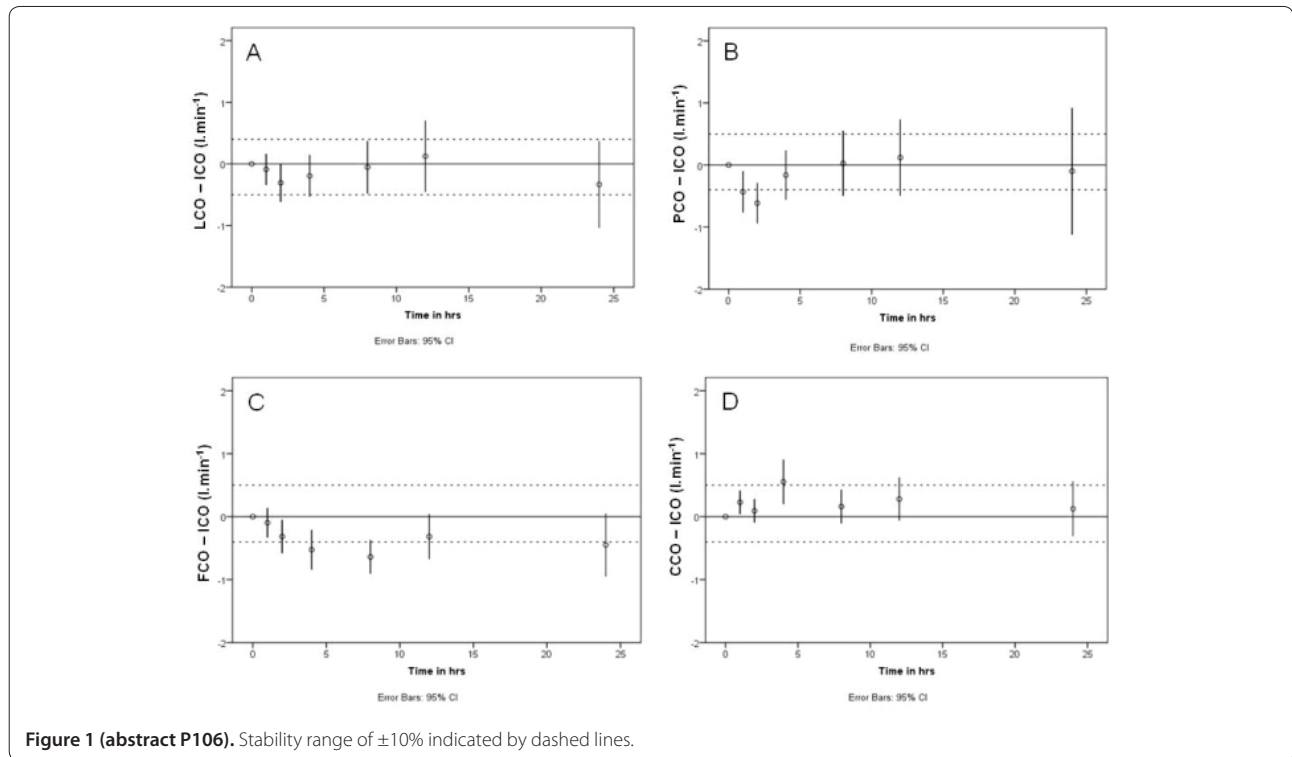 A
LCO – ICO (l.min⁻¹)
2
1
0
-1
-2
0 5 10 15 20 25
Time in hrs
Error Bars: 95% CI
B
PCO – ICO (l.min⁻¹)
2
1
0
-1
-2
0 5 10 15 20 25
Time in hrs
Error Bars: 95% CI
C
FCO – ICO (l.min⁻¹)
2
1
0
-1
-2
0 5 10 15 20 25
Time in hrs
Error Bars: 95% CI
D
CCO – ICO (l.min⁻¹)
2
1
0
-1
-2
0 5 10 15 20 25
Time in hrs
Error Bars: 95% CI
Figure 1 (abstract P106). Stability range of ±10% indicated by dashed lines.